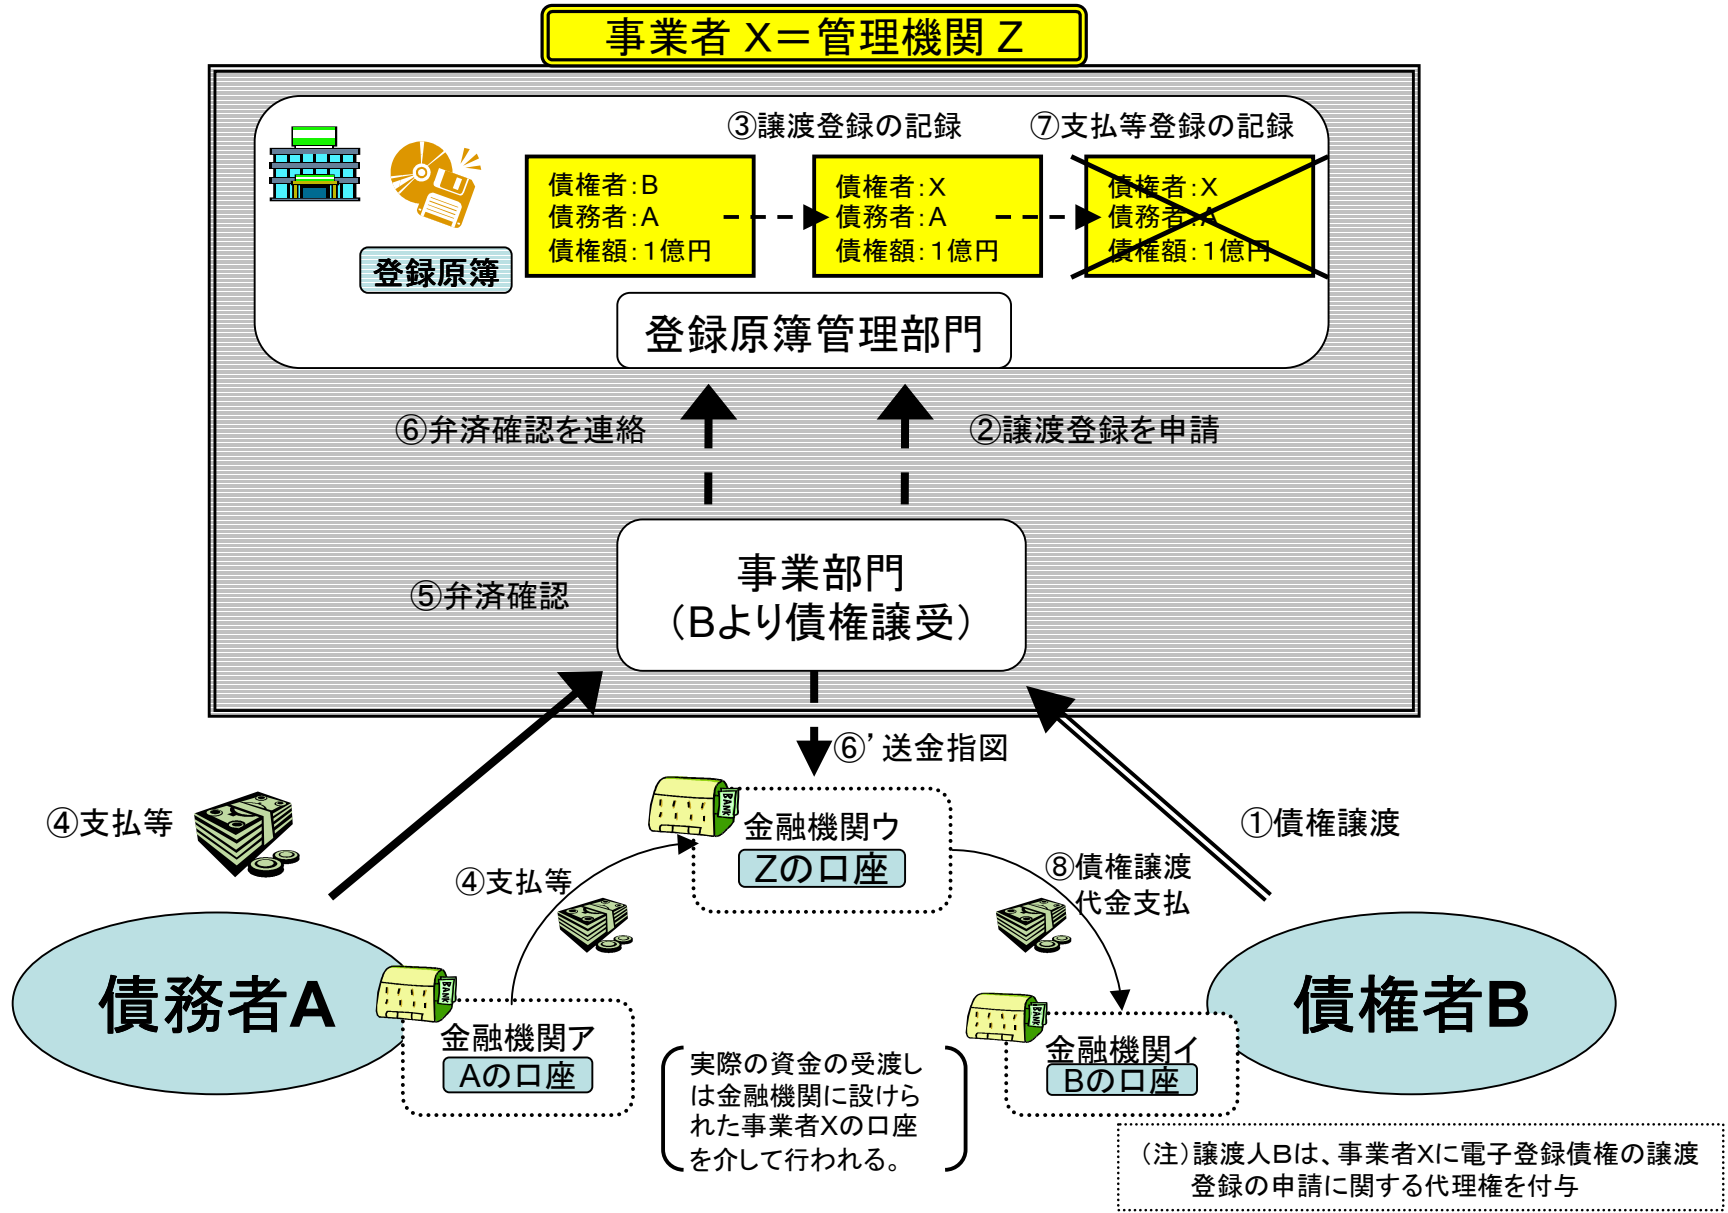 事業者 X＝管理機関 Z
③譲渡登録の記録
⑦支払等登録の記録
債権者：B
債務者：A
債権額：1億円
債権者：X
債務者：A
債権額：1億円
債権者：X
債務者：A
債権額：1億円
登録原簿
登録原簿管理部門
⑥弁済確認を連絡
②譲渡登録を申請
事業部門
（Bより債権譲受）
⑤弁済確認
⑥’送金指図
④支払等
BANK
金融機関ウ
Zの口座
①債権譲渡
④支払等
⑧債権譲渡
代金支払
債務者A
BANK
金融機関ア
Aの口座
実際の資金の受渡し
は金融機関に設けら
れた事業者Xの口座
を介して行われる。
BANK
金融機関イ
Bの口座
債権者B
（注）譲渡人Bは、事業者Xに電子登録債権の譲渡
登録の申請に関する代理権を付与